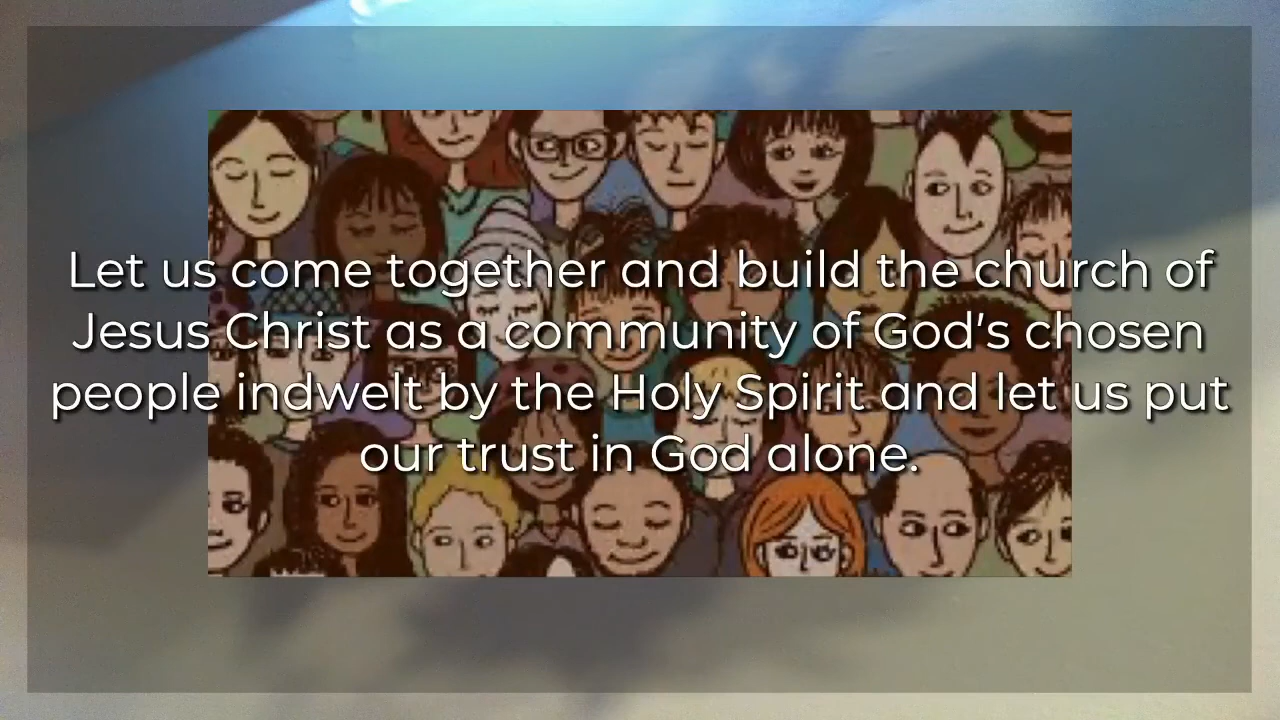 Let us come together and build the church of
Jesus Christ as a community of God's chosen
people indwelt by the Holy Spirit and let us put
our trust in God alone.